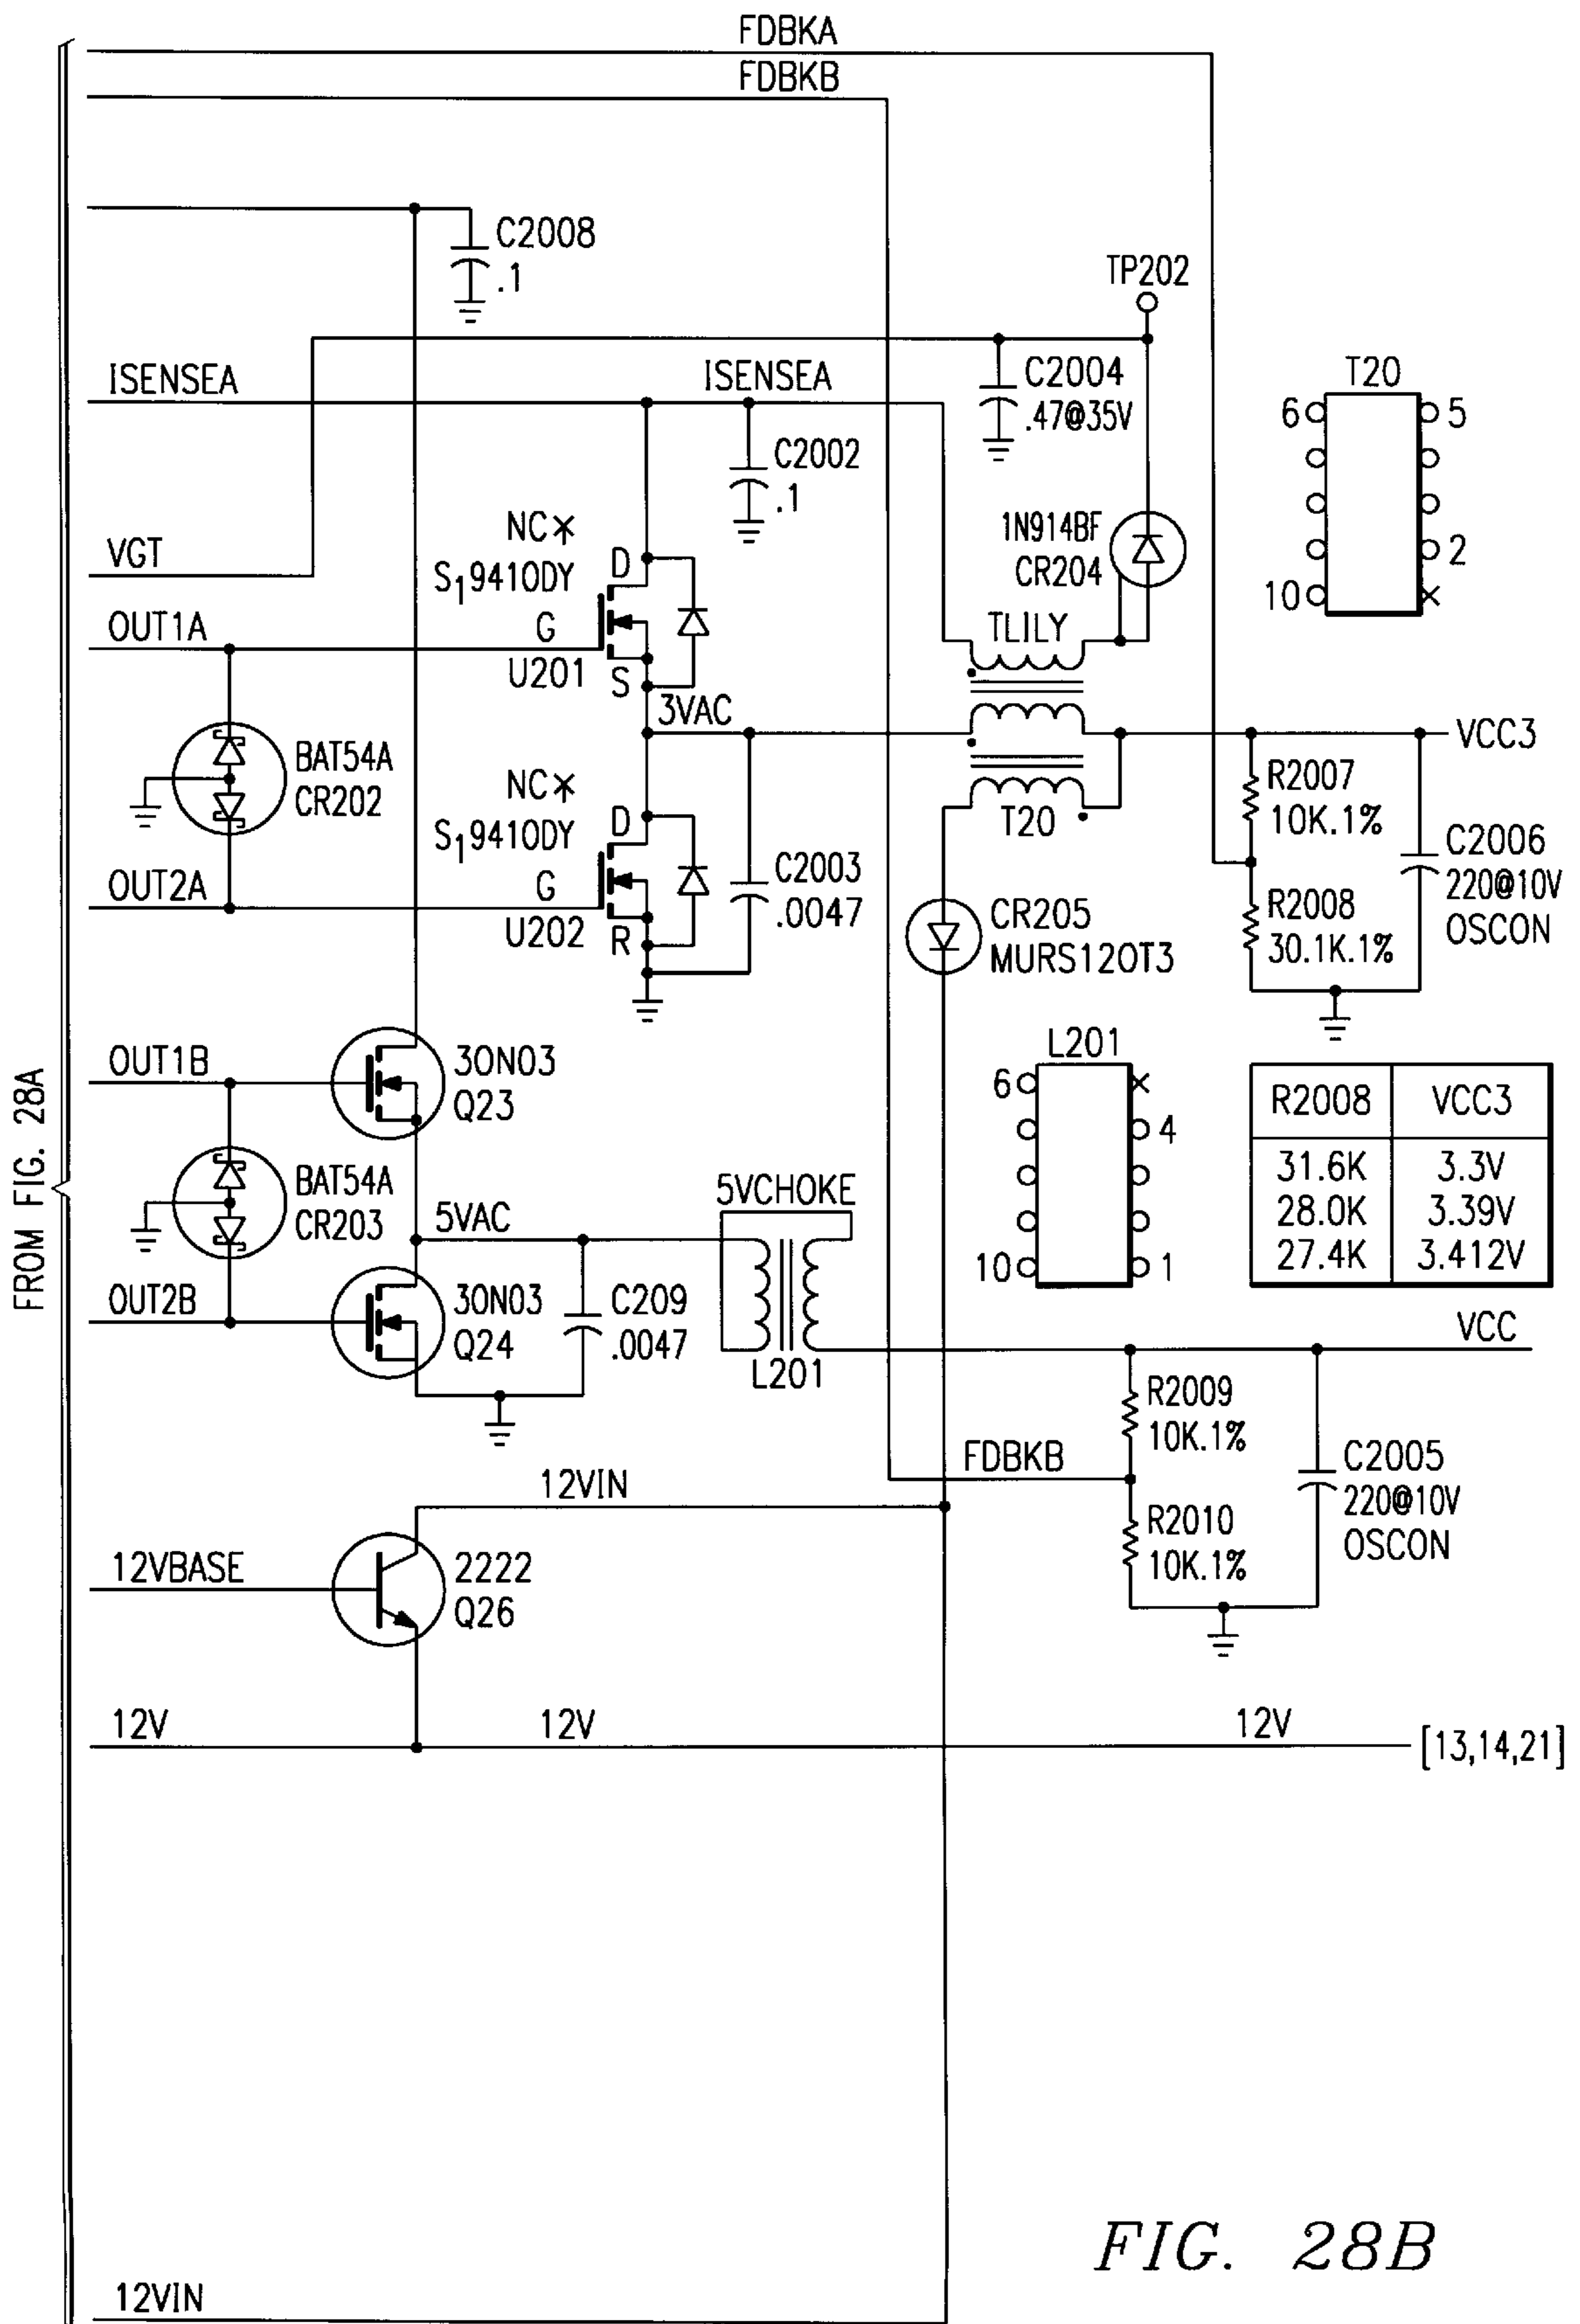 FDBKA
FDBKB
C2008
.1
TP202
ISENSEA
ISENSEA
C2004
.47@35V
T20
6
5
2
10
C2002
.1
NC
S19410DY
D
G
U201
S
1N914BF
CR204
VGT
OUT1A
TLILY
3VAC
VCC3
BAT54A
CR202
NC
S19410DY
D
G
U202
R
T20
R2007
10K.1%
C2003
.0047
C2006
220@10V
OSCON
OUT2A
R2008
30.1K.1%
CR205
MURS120T3
FROM FIG. 28A
OUT1B
30N03
Q23
L201
6
4
10
1
R2008 VCC3
31.6K 3.3V
28.0K 3.39V
27.4K 3.412V
BAT54A
CR203
5VCHOKE
5VAC
OUT2B
30N03
Q24
C209
.0047
L201
VCC
R2009
10K.1%
FDBKB
C2005
220@10V
OSCON
12VIN
R2010
10K.1%
12VBASE
2222
Q26
12V
12V
12V
[13,14,21]
FIG. 28B
12VIN